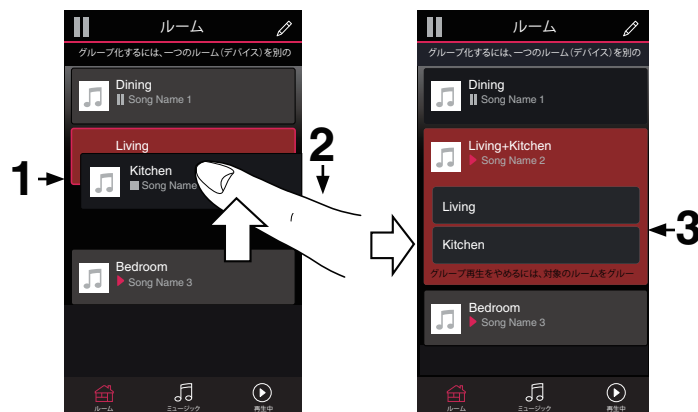 ルーム
グループ化するには、一つのルーム(デバイス)を別の
Dining
Song Name 1
Living
Kitchen
Song Name
Bedroom
Song Name 3
ルーム
ミュージック
再生中
1
2
ルーム
グループ化するには、一つのルーム(デバイス)を別の
Dining
Song Name 1
Living+Kitchen
Song Name 2
Living
Kitchen
グループ再生をやめるには、対象のルームをグルー
Bedroom
Song Name 3
ルーム
ミュージック
再生中
3